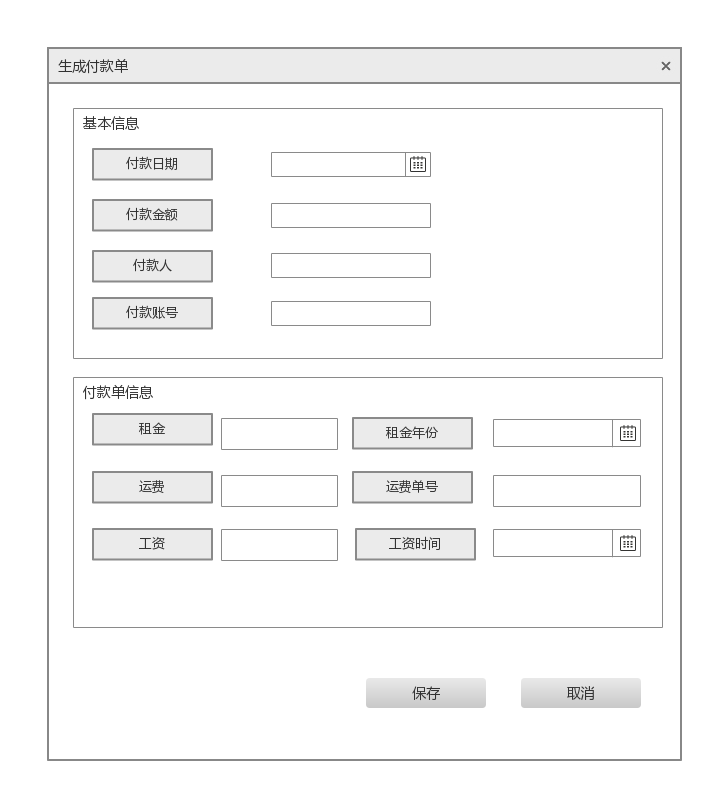 生成付款单 ×
基本信息
付款日期
付款金额
付款人
付款账号
付款单信息
租金 租金年份
运费 运费单号
工资 工资时间
保存 取消